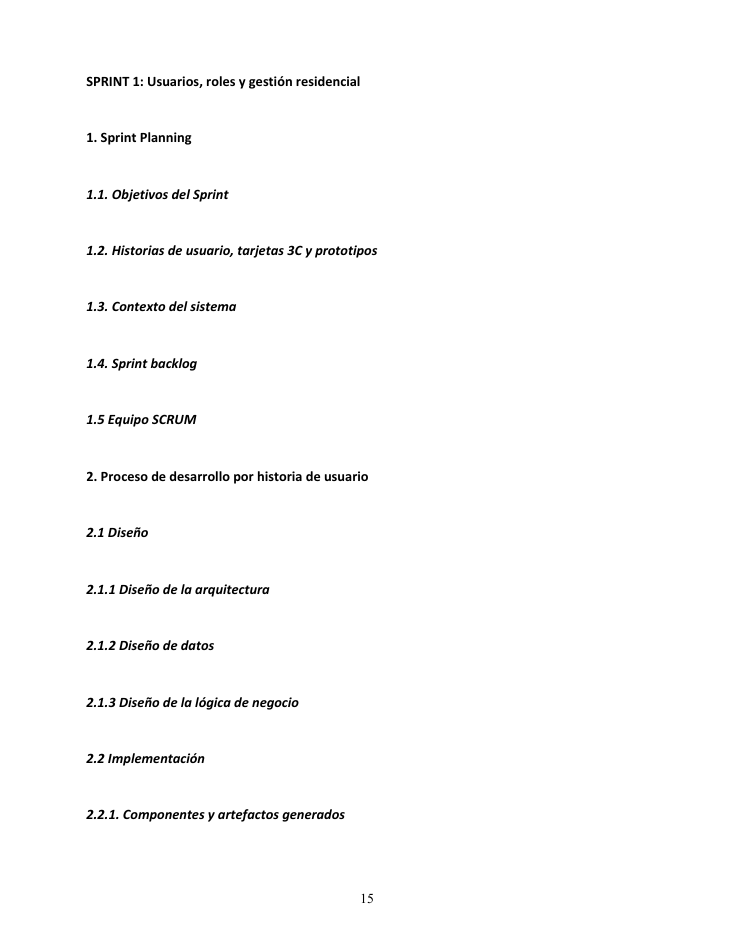 SPRINT 1: Usuarios, roles y gestión residencial
1. Sprint Planning
1.1. Objetivos del Sprint
1.2. Historias de usuario, tarjetas 3C y prototipos
1.3. Contexto del sistema
1.4. Sprint backlog
1.5 Equipo SCRUM
2. Proceso de desarrollo por historia de usuario
2.1 Diseño
2.1.1 Diseño de la arquitectura
2.1.2 Diseño de datos
2.1.3 Diseño de la lógica de negocio
2.2 Implementación
2.2.1. Componentes y artefactos generados
15